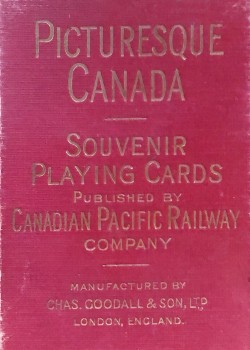 PICTURESQUE
CANADA
SOUVENIR
PLAYING CARDS
PUBLISHED BY
CANADIAN PACIFIC RAILWAY
COMPANY
MANUFACTURED BY
CHAS. GOODALL & SON, LTD
LONDON, ENGLAND.